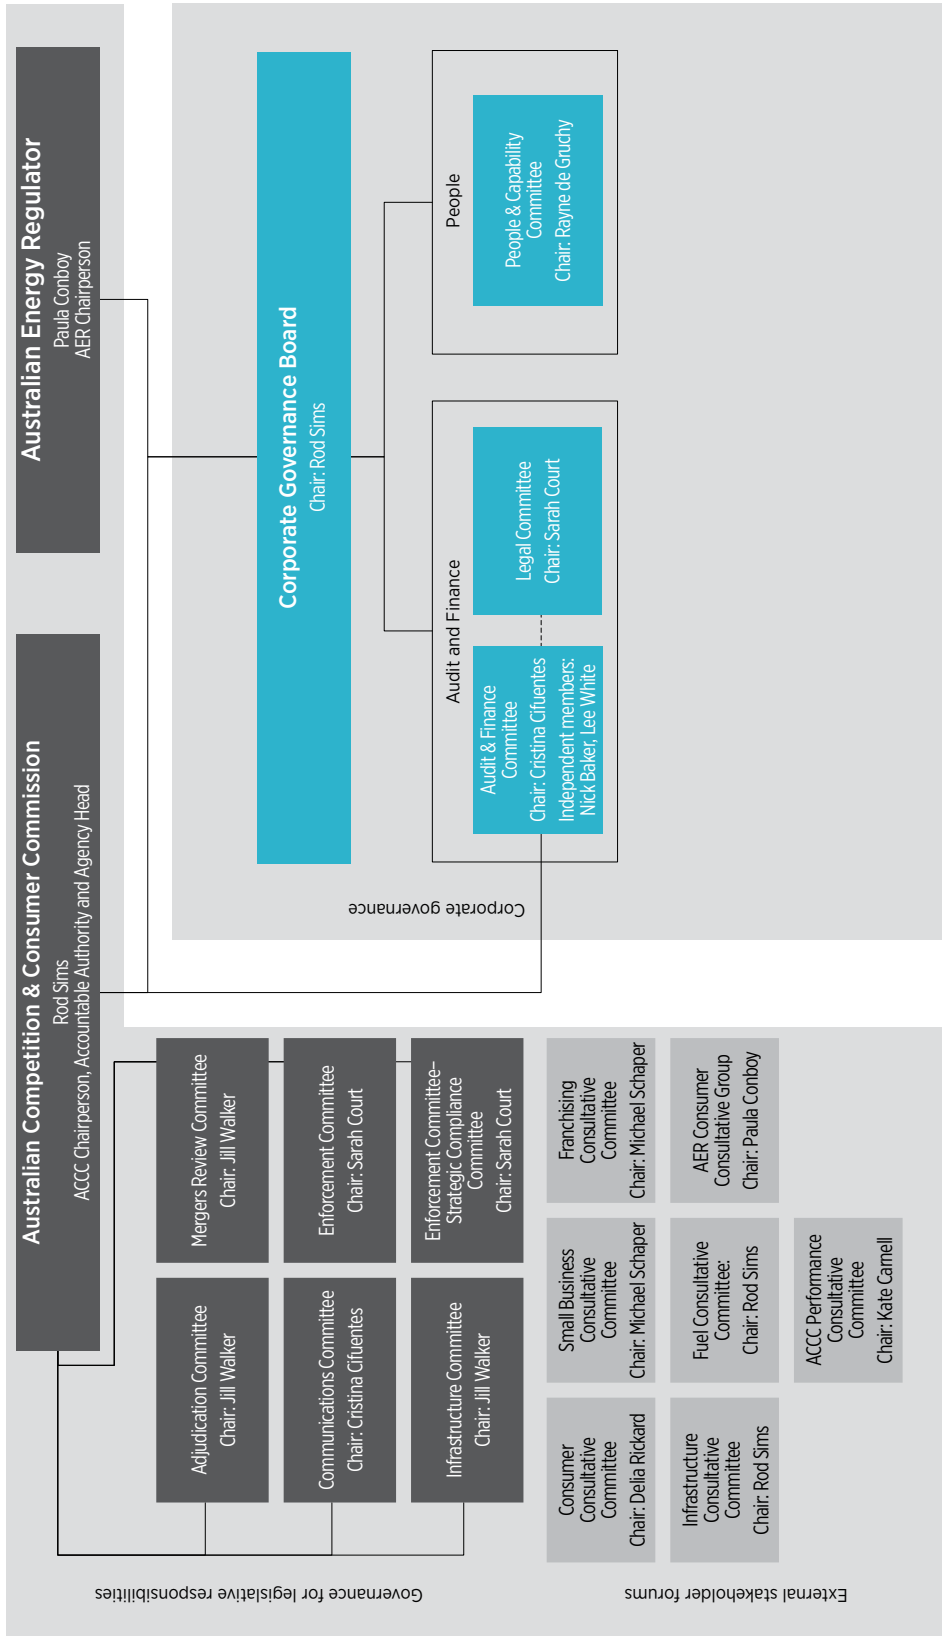 Australian Competition & Consumer Commission
Rod Sims
ACCC Chairperson, Accountable Authority and Agency Head
Australian Energy Regulator
Paula Conboy
AER Chairperson
Governance for legislative responsibilities
Adjudication Committee
Chair: Jill Walker
Mergers Review Committee
Chair: Jill Walker
Communications Committee
Chair: Cristina Cifuentes
Enforcement Committee
Chair: Sarah Court
Infrastructure Committee
Chair: Jill Walker
Enforcement Committee–
Strategic Compliance
Committee
Chair: Sarah Court
External stakeholder forums
Consumer
Consultative
Committee
Chair: Delia Rickard
Small Business
Consultative
Committee
Chair: Michael Schaper
Franchising
Consultative
Committee
Chair: Michael Schaper
Infrastructure
Consultative
Committee
Chair: Rod Sims
Fuel Consultative
Committee:
Chair: Rod Sims
AER Consumer
Consultative Group
Chair: Paula Conboy
ACCC Performance
Consultative
Committee
Chair: Kate Carnell
Corporate governance
Corporate Governance Board
Chair: Rod Sims
Audit and Finance
Audit & Finance
Committee
Chair: Cristina Cifuentes
Independent members:
Nick Baker, Lee White
Legal Committee
Chair: Sarah Court
People
People & Capability
Committee
Chair: Rayne de Gruchy